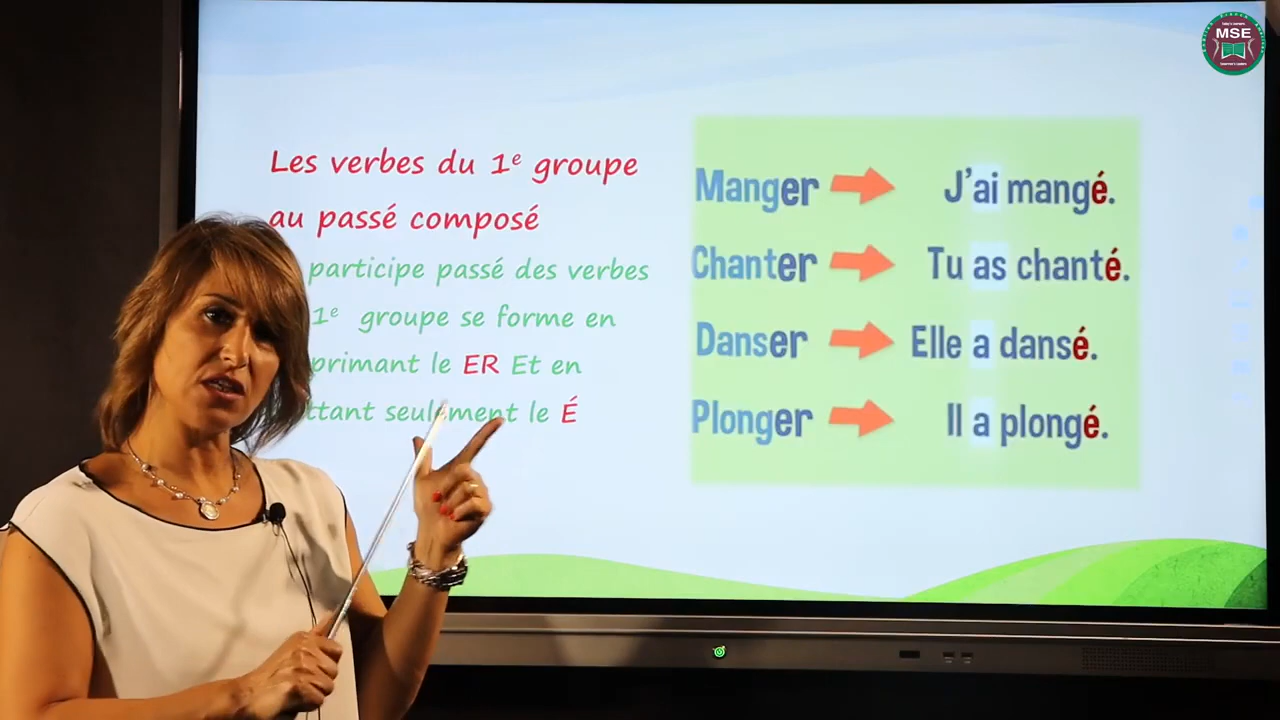 MSE
Les verbes du 1e groupe
au passé composé
participe passé des verbes
1e groupe se forme en
primant le ER Et en
ttant seulement le É
Manger J'ai mangé.
Chanter Tu as chanté.
Danser Elle a dansé.
Plonger Il a plongé.